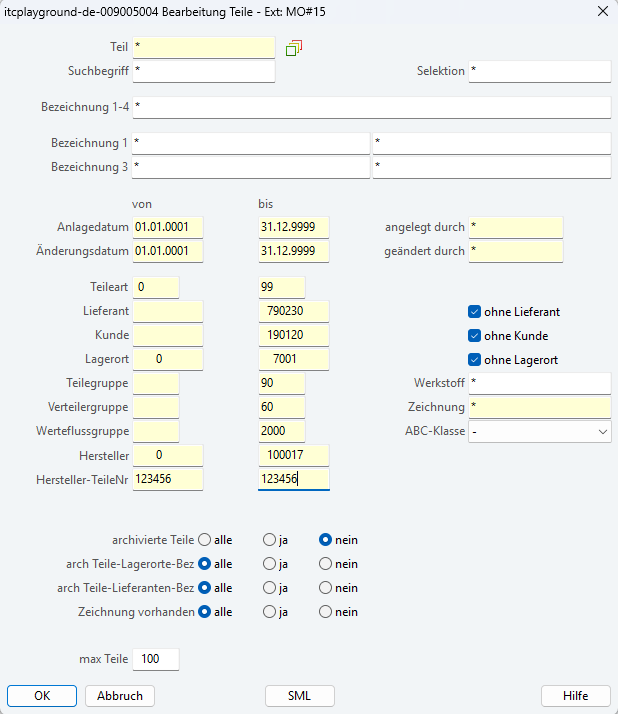 itcplayground-de-009005004 Bearbeitung Teile - Ext: MO#15
Teil *
Suchbegriff * Selektion *
Bezeichnung 1-4 *
Bezeichnung 1 * *
Bezeichnung 3 * *
von bis
Anlagedatum 01.01.0001 31.12.9999 angelegt durch *
Änderungsdatum 01.01.0001 31.12.9999 geändert durch *
Teileart 0 99
Lieferant 790230 ohne Lieferant
Kunde 190120 ohne Kunde
Lagerort 0 7001 ohne Lagerort
Teilegruppe 90 Werkstoff *
Verteilergruppe 60 Zeichnung *
Werteflussgruppe 2000 ABC-Klasse -
Hersteller 0 100017
Hersteller-TeileNr 123456 123456
archivierte Teile alle ja nein
arch Teile-Lagerorte-Bez alle ja nein
arch Teile-Lieferanten-Bez alle ja nein
Zeichnung vorhanden alle ja nein
max Teile 100
OK Abbruch SML Hilfe